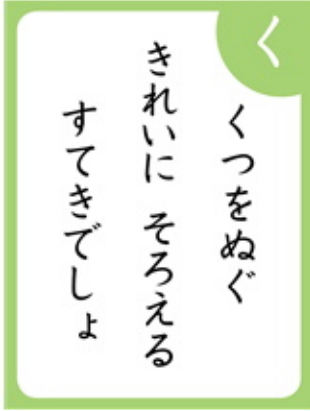 く
くつをぬぐ
きれいに そろえる
すてきでしょ